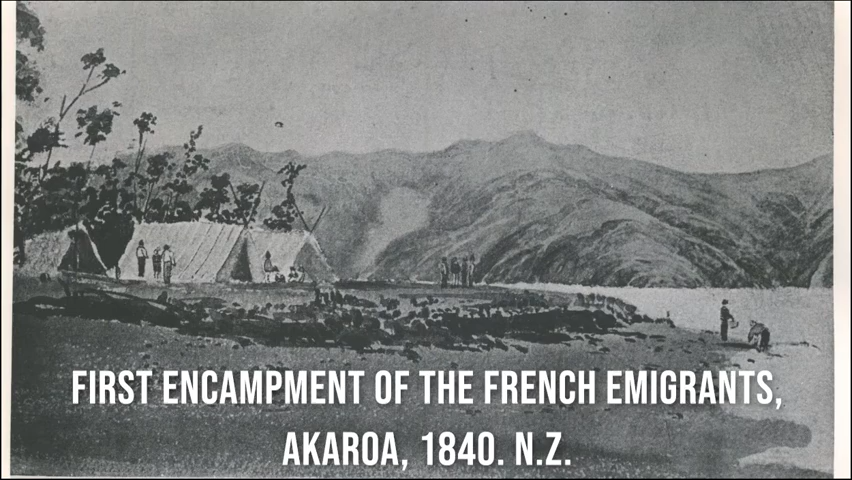 FIRST ENCAMPMENT OF THE FRENCH EMIGRANTS,
AKAROA, 1840. N.Z.